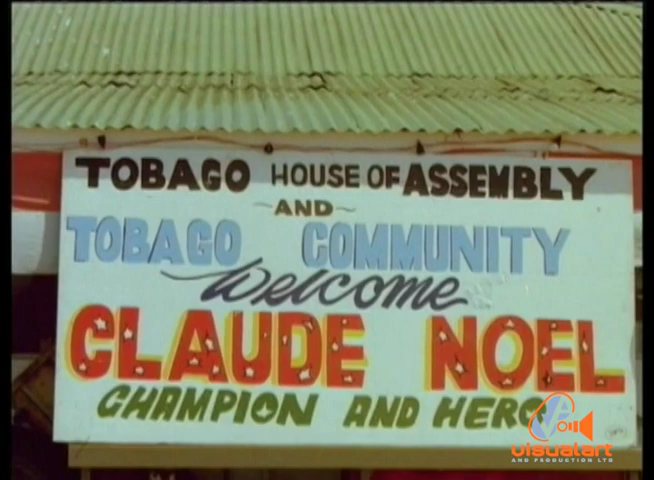 TOBAGO HOUSE OF ASSEMBLY
~ AND ~
TOBAGO COMMUNITY
Welcome
CLAUDE NOEL
CHAMPION AND HERO
visualart
AND PRODUCTION LTD